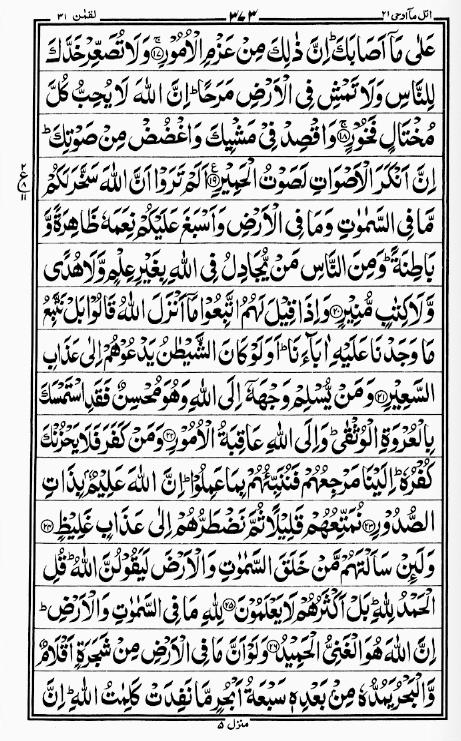 اتل ماۤ اوحی ۲۱ ۳۷۳ لقمٰن ۳۱
عَلٰى مَاۤ اَصَابَكَ ؕ اِنَّ ذٰلِكَ مِنْ عَزْمِ الْاُمُوْرِ ۚ﴿۱۷﴾ وَلَا تُصَعِّرْ خَدَّكَ
لِلنَّاسِ وَلَا تَمْشِ فِى الْاَرْضِ مَرَحًا ؕ اِنَّ اللّٰهَ لَا يُحِبُّ كُلَّ
مُخْتَالٍ فَخُوْرٍ ۚ﴿۱۸﴾ وَاقْصِدْ فِىْ مَشْيِكَ وَاغْضُضْ مِنْ صَوْتِكَ ؕ
اِنَّ اَنْكَرَ الْاَصْوَاتِ لَصَوْتُ الْحَمِيْرِ ﴿۱۹﴾ۧ اَلَمْ تَرَوْا اَنَّ اللّٰهَ سَخَّرَ لَكُمْ
۲
ع
۸
۱۱
مَّا فِى السَّمٰوٰتِ وَمَا فِى الْاَرْضِ وَاَسْبَغَ عَلَيْكُمْ نِعَمَهٗ ظَاهِرَةً وَّ
بَاطِنَةً ؕ وَمِنَ النَّاسِ مَنْ يُّجَادِلُ فِى اللّٰهِ بِغَيْرِ عِلْمٍ وَّلَا هُدًى
وَّلَا كِتٰبٍ مُّنِيْرٍ ﴿۲۰﴾ وَاِذَا قِيْلَ لَهُمُ اتَّبِعُوْا مَاۤ اَنْزَلَ اللّٰهُ قَالُوْا بَلْ نَتَّبِعُ
مَا وَجَدْنَا عَلَيْهِ اٰبَآءَنَا ؕ اَوَلَوْ كَانَ الشَّيْطٰنُ يَدْعُوْهُمْ اِلٰى عَذَابِ
السَّعِيْرِ ﴿۲۱﴾ وَمَنْ يُّسْلِمْ وَجْهَهٗۤ اِلَى اللّٰهِ وَهُوَ مُحْسِنٌ فَقَدِ اسْتَمْسَكَ
بِالْعُرْوَةِ الْوُثْقٰى ؕ وَاِلَى اللّٰهِ عَاقِبَةُ الْاُمُوْرِ ﴿۲۲﴾ وَمَنْ كَفَرَ فَلَا يَحْزُنْكَ
كُفْرُهٗ ؕ اِلَيْنَا مَرْجِعُهُمْ فَنُنَبِّئُهُمْ بِمَا عَمِلُوْا ؕ اِنَّ اللّٰهَ عَلِيْمٌۢ بِذَاتِ
الصُّدُوْرِ ﴿۲۳﴾ نُمَتِّعُهُمْ قَلِيْلًا ثُمَّ نَضْطَرُّهُمْ اِلٰى عَذَابٍ غَلِيْظٍ ﴿۲۴﴾
وَلَئِنْ سَاَلْتَهُمْ مَّنْ خَلَقَ السَّمٰوٰتِ وَالْاَرْضَ لَيَقُوْلُنَّ اللّٰهُ ؕ قُلِ
الْحَمْدُ لِلّٰهِ ؕ بَلْ اَكْثَرُهُمْ لَا يَعْلَمُوْنَ ﴿۲۵﴾ لِلّٰهِ مَا فِى السَّمٰوٰتِ وَالْاَرْضِ ؕ
اِنَّ اللّٰهَ هُوَ الْغَنِىُّ الْحَمِيْدُ ﴿۲۶﴾ وَلَوْ اَنَّ مَا فِى الْاَرْضِ مِنْ شَجَرَةٍ اَقْلَامٌ
وَّالْبَحْرُ يَمُدُّهٗ مِنْۢ بَعْدِهٖ سَبْعَةُ اَبْحُرٍ مَّا نَفِدَتْ كَلِمٰتُ اللّٰهِ ؕ اِنَّ
منزل ۵